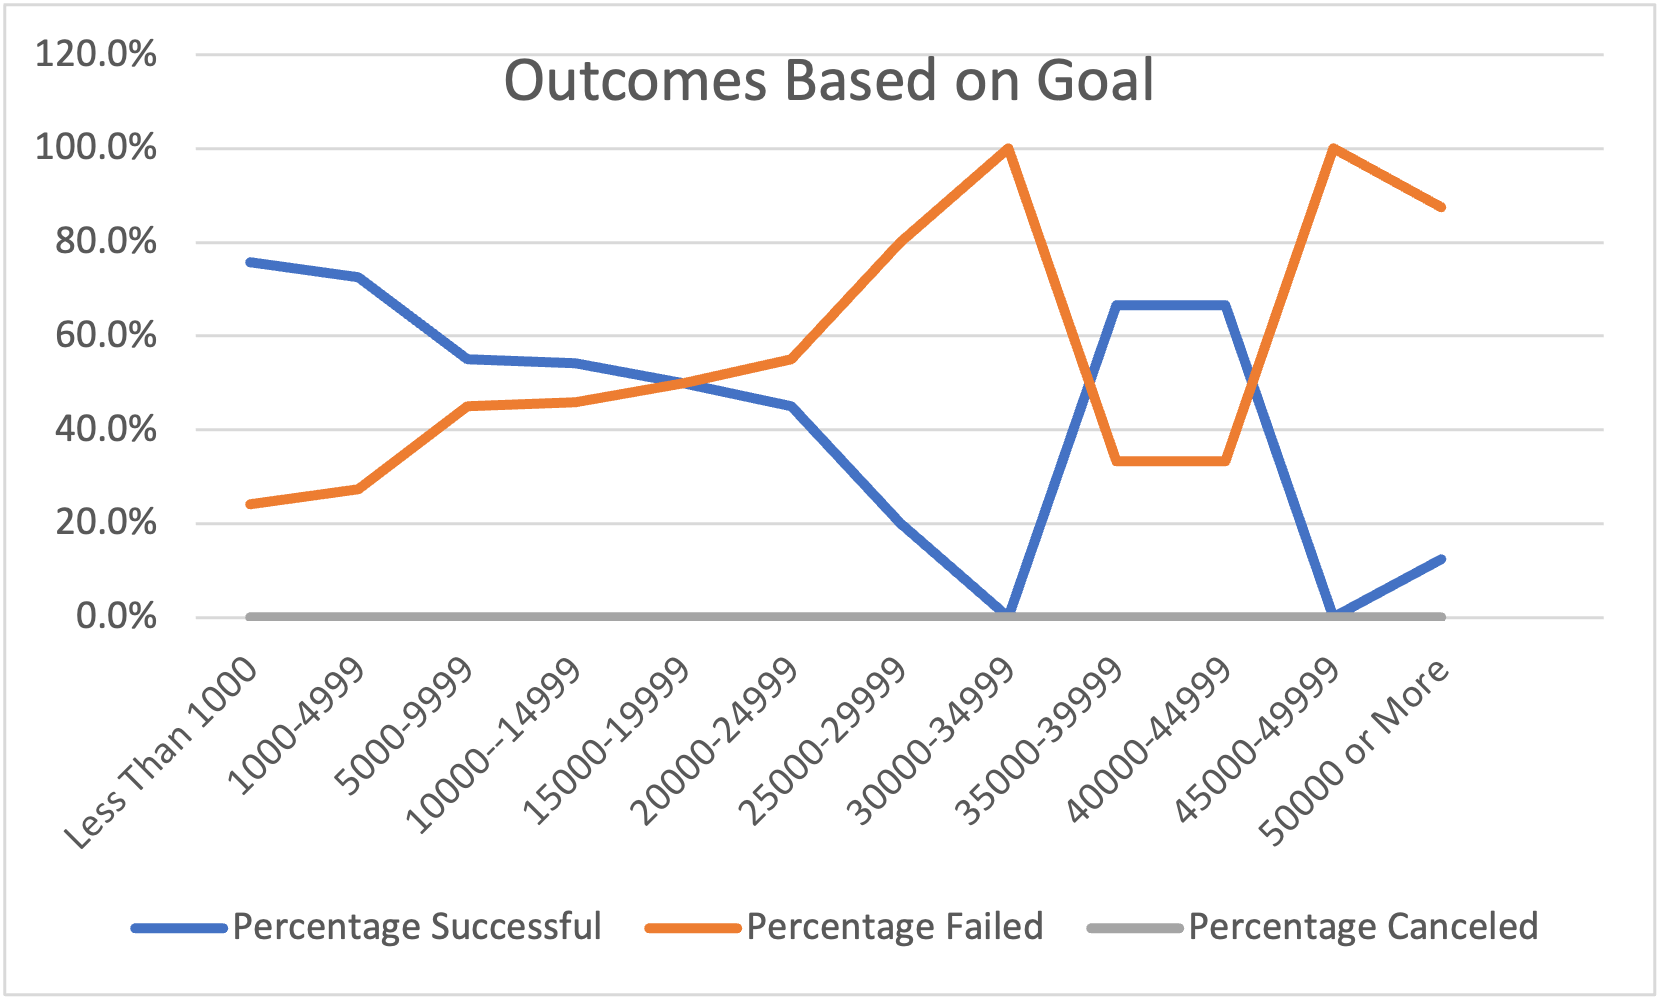 Outcomes Based on Goal
120.0%
100.0%
80.0%
60.0%
40.0%
20.0%
0.0%
Less Than 1000
1000-4999
5000-9999
10000--14999
15000-19999
20000-24999
25000-29999
30000-34999
35000-39999
40000-44999
45000-49999
50000 or More
Percentage Successful
Percentage Failed
Percentage Canceled